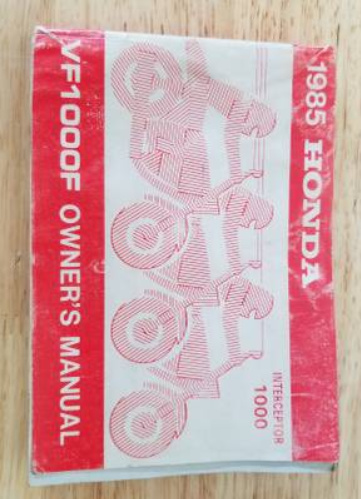 1985 HONDA
INTERCEPTOR
1000
VF1000F OWNER'S MANUAL